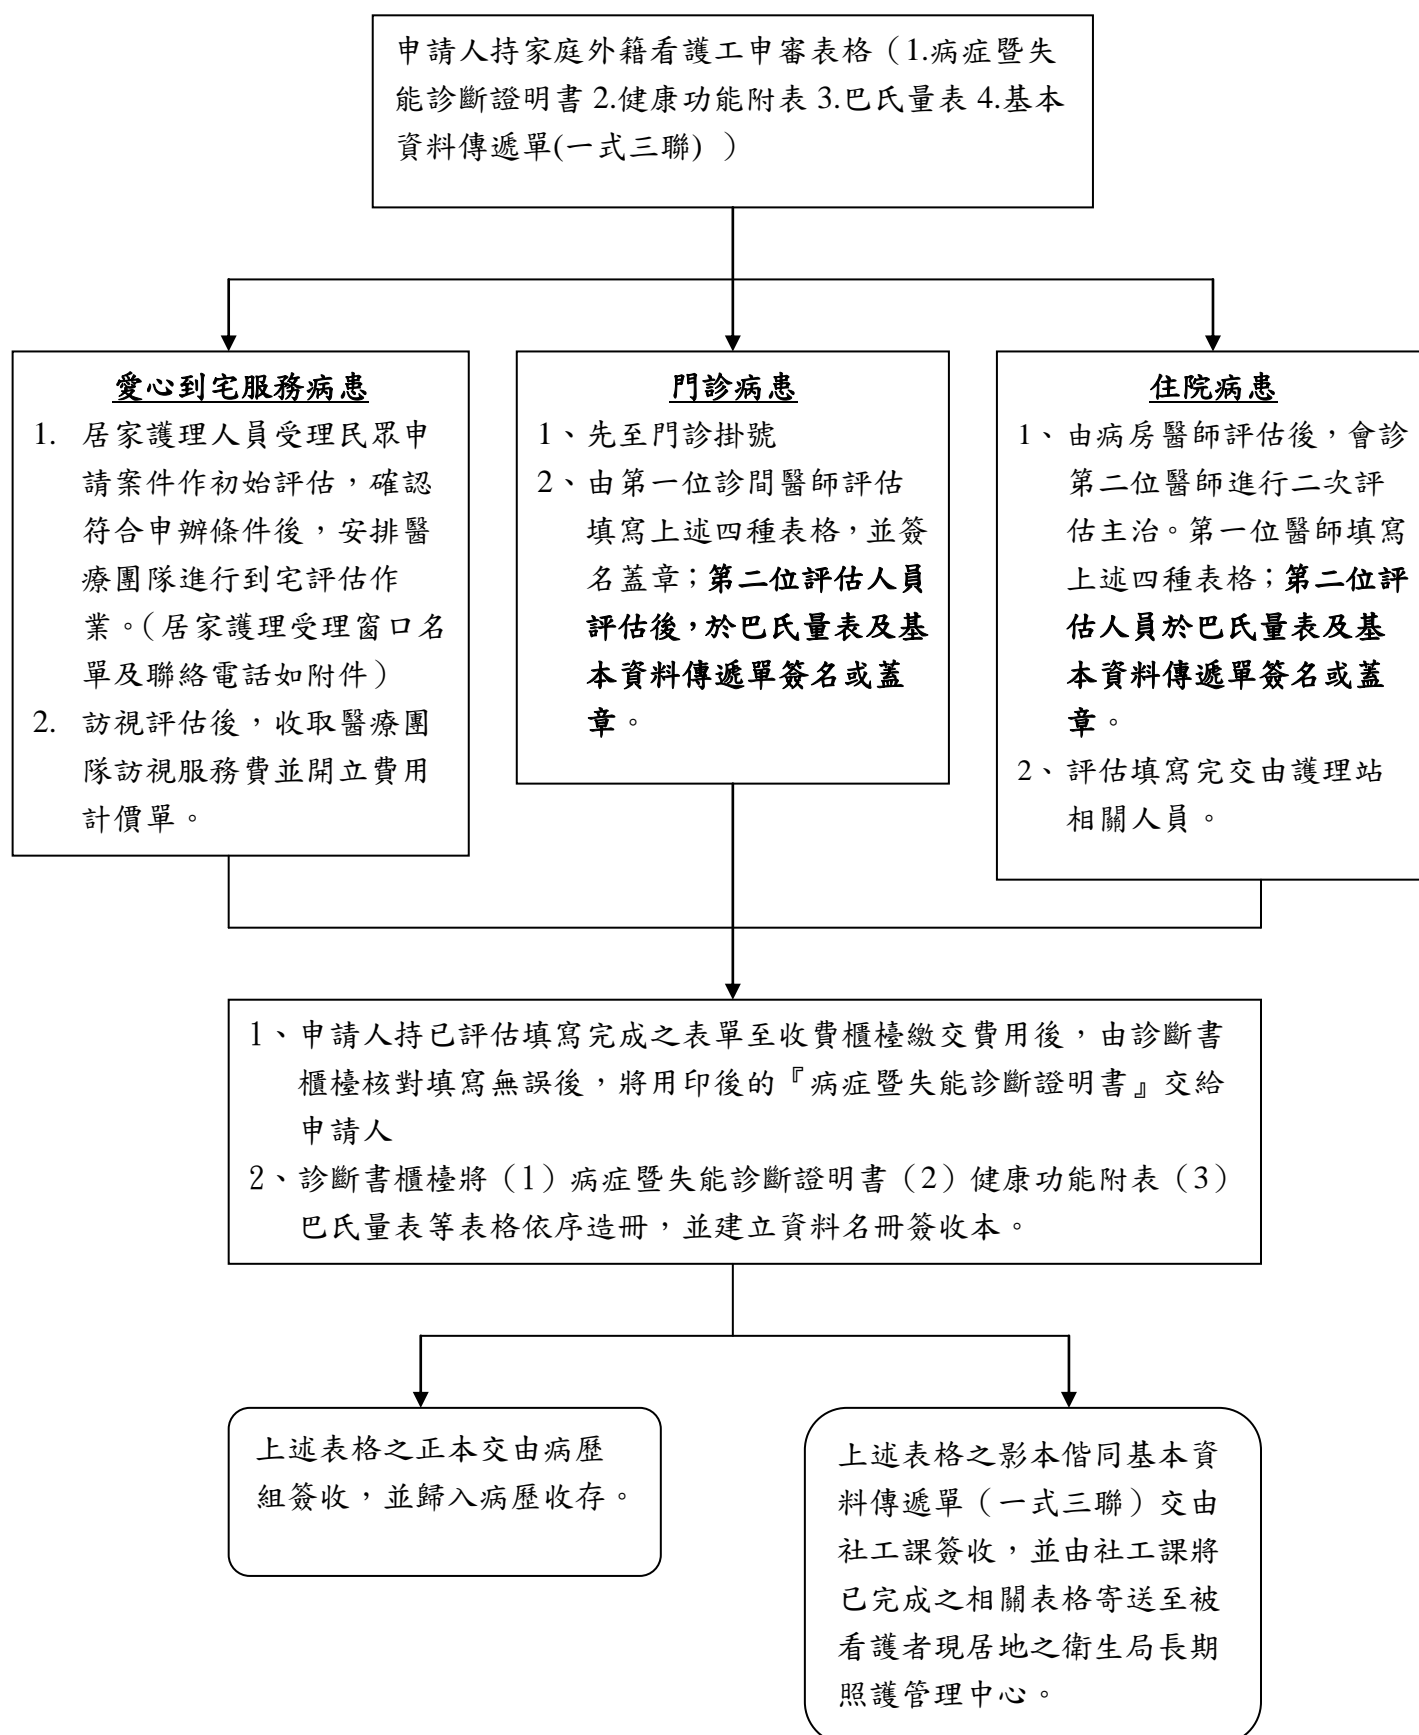 申請人持家庭外籍看護工申審表格（1.病症暨失
能診斷證明書 2.健康功能附表 3.巴氏量表 4.基本
資料傳遞單(一式三聯) ）
愛心到宅服務病患
1. 居家護理人員受理民眾申
請案件作初始評估，確認
符合申辦條件後，安排醫
療團隊進行到宅評估作
業。（居家護理受理窗口名
單及聯絡電話如附件）
2. 訪視評估後，收取醫療團
隊訪視服務費並開立費用
計價單。
門診病患
1、先至門診掛號
2、由第一位診間醫師評估
填寫上述四種表格，並簽
名蓋章；第二位評估人員
評估後，於巴氏量表及基
本資料傳遞單簽名或蓋
章。
住院病患
1、由病房醫師評估後，會診
第二位醫師進行二次評
估主治。第一位醫師填寫
上述四種表格；第二位評
估人員於巴氏量表及基
本資料傳遞單簽名或蓋
章。
2、評估填寫完交由護理站
相關人員。
1、申請人持已評估填寫完成之表單至收費櫃檯繳交費用後，由診斷書
櫃檯核對填寫無誤後，將用印後的『病症暨失能診斷證明書』交給
申請人
2、診斷書櫃檯將（1）病症暨失能診斷證明書（2）健康功能附表（3）
巴氏量表等表格依序造冊，並建立資料名冊簽收本。
上述表格之正本交由病歷
組簽收，並歸入病歷收存。
上述表格之影本偕同基本資
料傳遞單（一式三聯）交由
社工課簽收，並由社工課將
已完成之相關表格寄送至被
看護者現居地之衛生局長期
照護管理中心。